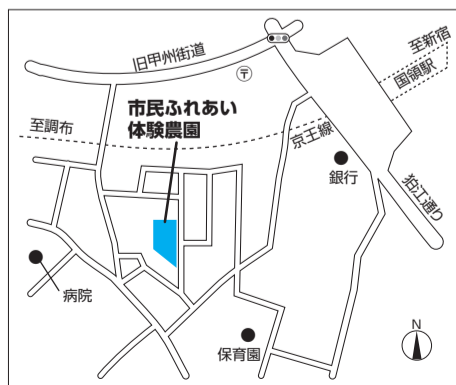 旧甲州街道
〒
至新宿
国領駅
市民ふれあい
体験農園
至調布
京王線
銀行
狛江通り
病院
保育園
N